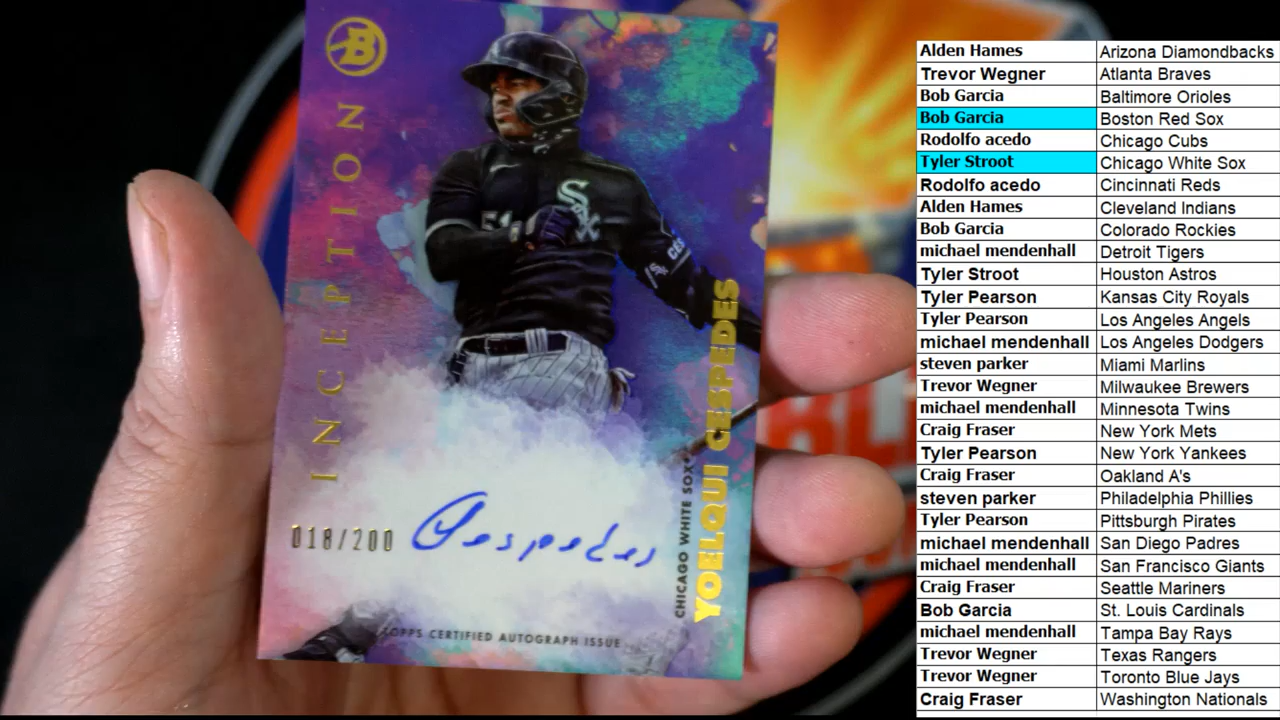 INCEPTION
B
Sx
51
CES
018/200
Cespedes
CHICAGO WHITE SOX
YOELQUI CESPEDES
TOPPS CERTIFIED AUTOGRAPH ISSUE
Alden Hames Arizona Diamondbacks
Trevor Wegner Atlanta Braves
Bob Garcia Baltimore Orioles
Bob Garcia Boston Red Sox
Rodolfo acedo Chicago Cubs
Tyler Stroot Chicago White Sox
Rodolfo acedo Cincinnati Reds
Alden Hames Cleveland Indians
Bob Garcia Colorado Rockies
michael mendenhall Detroit Tigers
Tyler Stroot Houston Astros
Tyler Pearson Kansas City Royals
Tyler Pearson Los Angeles Angels
michael mendenhall Los Angeles Dodgers
steven parker Miami Marlins
Trevor Wegner Milwaukee Brewers
michael mendenhall Minnesota Twins
Craig Fraser New York Mets
Tyler Pearson New York Yankees
Craig Fraser Oakland A's
steven parker Philadelphia Phillies
Tyler Pearson Pittsburgh Pirates
michael mendenhall San Diego Padres
michael mendenhall San Francisco Giants
Craig Fraser Seattle Mariners
Bob Garcia St. Louis Cardinals
michael mendenhall Tampa Bay Rays
Trevor Wegner Texas Rangers
Trevor Wegner Toronto Blue Jays
Craig Fraser Washington Nationals